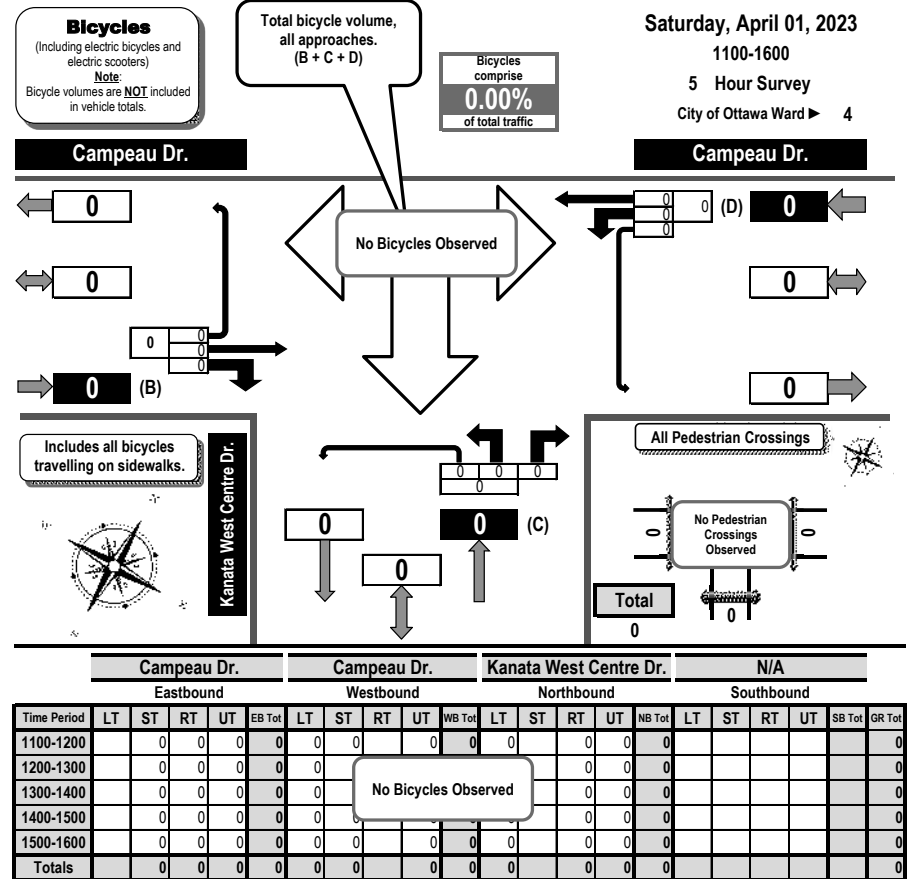 Bicycles
(Including electric bicycles and
electric scooters)
Note:
Bicycle volumes are NOT included
in vehicle totals.
Total bicycle volume,
all approaches.
(B + C + D)
Bicycles
comprise
0.00%
of total traffic
Saturday, April 01, 2023
1100-1600
5 Hour Survey
City of Ottawa Ward ► 4
Campeau Dr.
Campeau Dr.
0
0
0
0
0
0
0 (B)
No Bicycles Observed
0
0
0
0 (D)
0
0
0
Includes all bicycles
travelling on sidewalks.
Kanata West Centre Dr.
0 0 0
0
0
0 (C)
0
All Pedestrian Crossings
0
No Pedestrian
Crossings
Observed
0
0
Total
0
Campeau Dr. Campeau Dr. Kanata West Centre Dr. N/A
Eastbound Westbound Northbound Southbound
Time Period LT ST RT UT EB Tot LT ST RT UT WB Tot LT ST RT UT NB Tot LT ST RT UT SB Tot GR Tot
1100-1200 0 0 0 0 0 0 0 0 0 0 0 0 0
1200-1300 0 0 0 0 0 0 0 0 0 0
1300-1400 0 0 0 0 0 0 0 0 0
1400-1500 0 0 0 0 0 0 0 0 0 0 0 0
1500-1600 0 0 0 0 0 0 0 0 0 0 0 0 0
No Bicycles Observed
Totals 0 0 0 0 0 0 0 0 0 0 0 0 0